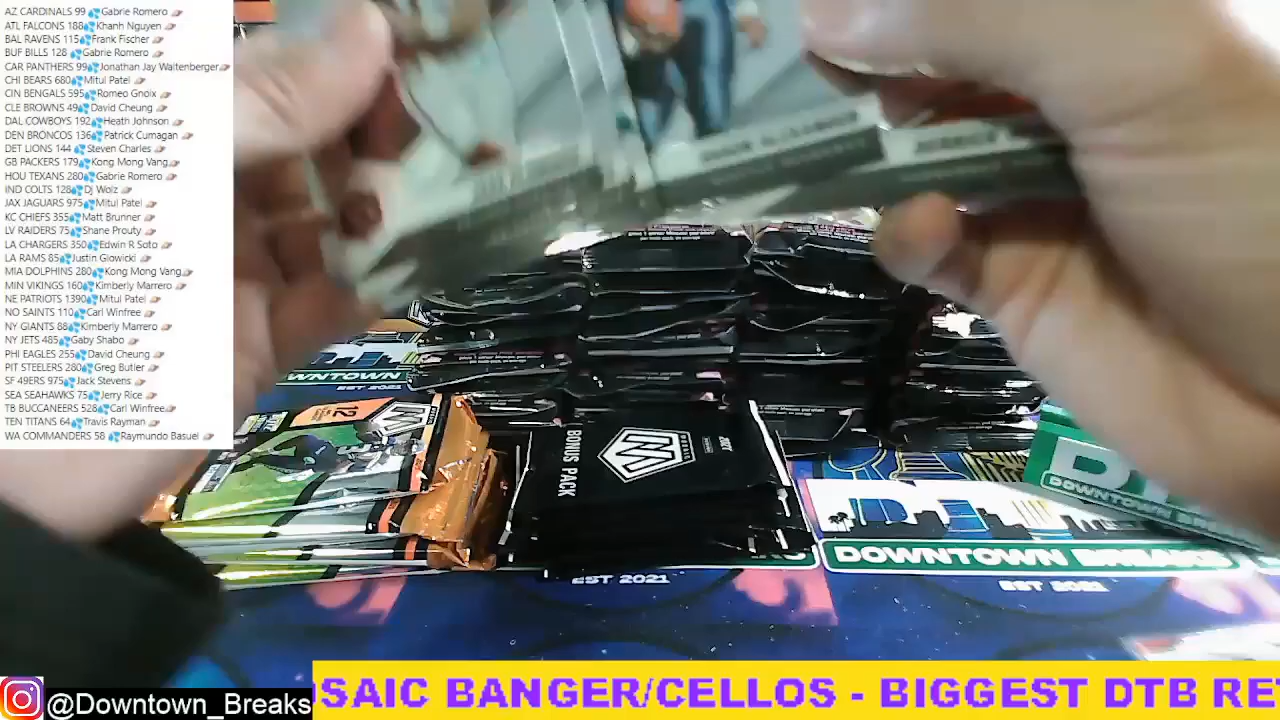 AZ CARDINALS 99💦Gabrie Romero🏈
ATL FALCONS 188💦Khanh Nguyen 🏈
BAL RAVENS 115💦Frank Fischer 🏈
BUF BILLS 128 💦Gabrie Romero 🏈
CAR PANTHERS 99💦Jonathan Jay Waltenberger🏈
CHI BEARS 680💦Mitul Patel 🏈
CIN BENGALS 595💦Romeo Gnoix 🏈
CLE BROWNS 49💦David Cheung 🏈
DAL COWBOYS 192💦Heath Johnson 🏈
DEN BRONCOS 136💦Patrick Cumagan 🏈
DET LIONS 144 💦Steven Charles 🏈
GB PACKERS 179💦Kong Mong Vang🏈
HOU TEXANS 280💦Gabrie Romero 🏈
IND COLTS 128💦DJ Wolz 🏈
JAX JAGUARS 975💦Mitul Patel 🏈
KC CHIEFS 355💦Matt Brunner 🏈
LV RAIDERS 75💦Shane Prouty 🏈
LA CHARGERS 350💦Edwin R Soto 🏈
LA RAMS 85💦Justin Glowicki 🏈
MIA DOLPHINS 280💦Kong Mong Vang🏈
MIN VIKINGS 160💦Kimberly Marrero 🏈
NE PATRIOTS 1390💦Mitul Patel 🏈
NO SAINTS 110💦Carl Winfree 🏈
NY GIANTS 88💦Kimberly Marrero 🏈
NY JETS 485💦Gaby Shabo 🏈
PHI EAGLES 255💦David Cheung 🏈
PIT STEELERS 280💦Greg Butler 🏈
SF 49ERS 975💦Jack Stevens 🏈
SEA SEAHAWKS 75💦Jerry Rice 🏈
TB BUCCANEERS 528💦Carl Winfree🏈
TEN TITANS 64💦Travis Rayman 🏈
WA COMMANDERS 58 💦Raymundo Basuel 🏈
DOWNTOWN
EST 2021
12
BONUS PACK
MOSAIC
DOWNTOWN BREAKS
EST 2021
EST 2021
DOWNTOWN BREAKS
@Downtown_Breaks
SAIC BANGER/CELLOS - BIGGEST DTB RE